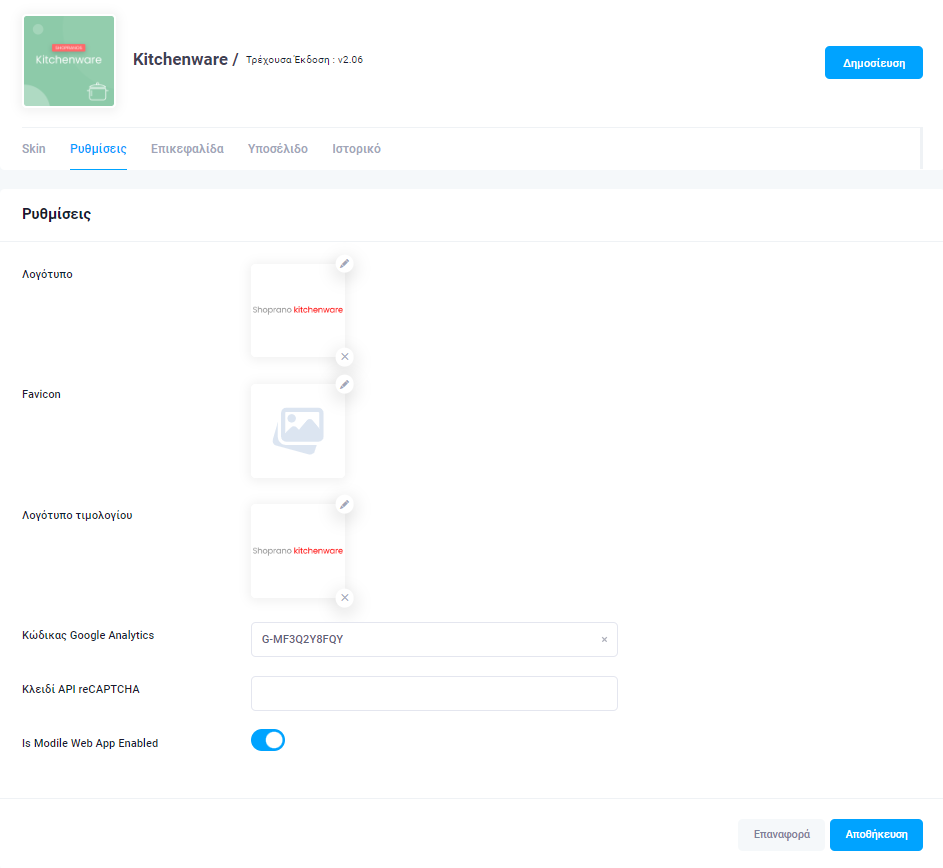 SHOPRANOS
Kitchenware
Kitchenware / Τρέχουσα Έκδοση : v2.06
Δημοσίευση
Skin Ρυθμίσεις Επικεφαλίδα Υποσέλιδο Ιστορικό
Ρυθμίσεις
Λογότυπο
Shoprano kitchenware
Favicon
Λογότυπο τιμολογίου
Shoprano kitchenware
Κώδικας Google Analytics
G-MF3Q2Y8FQY
Κλειδί API reCAPTCHA
Is Modile Web App Enabled
Επαναφορά Αποθήκευση